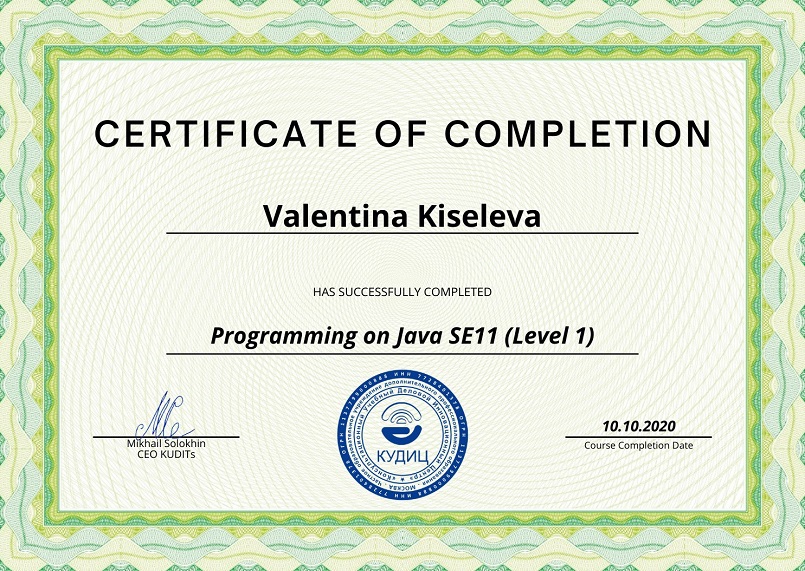 CERTIFICATE OF COMPLETION
Valentina Kiseleva
HAS SUCCESSFULLY COMPLETED
Programming on Java SE11 (Level 1)
Mikhail Solokhin
CEO KUDITs
КУДИЦ
МОСКВА
10.10.2020
Course Completion Date